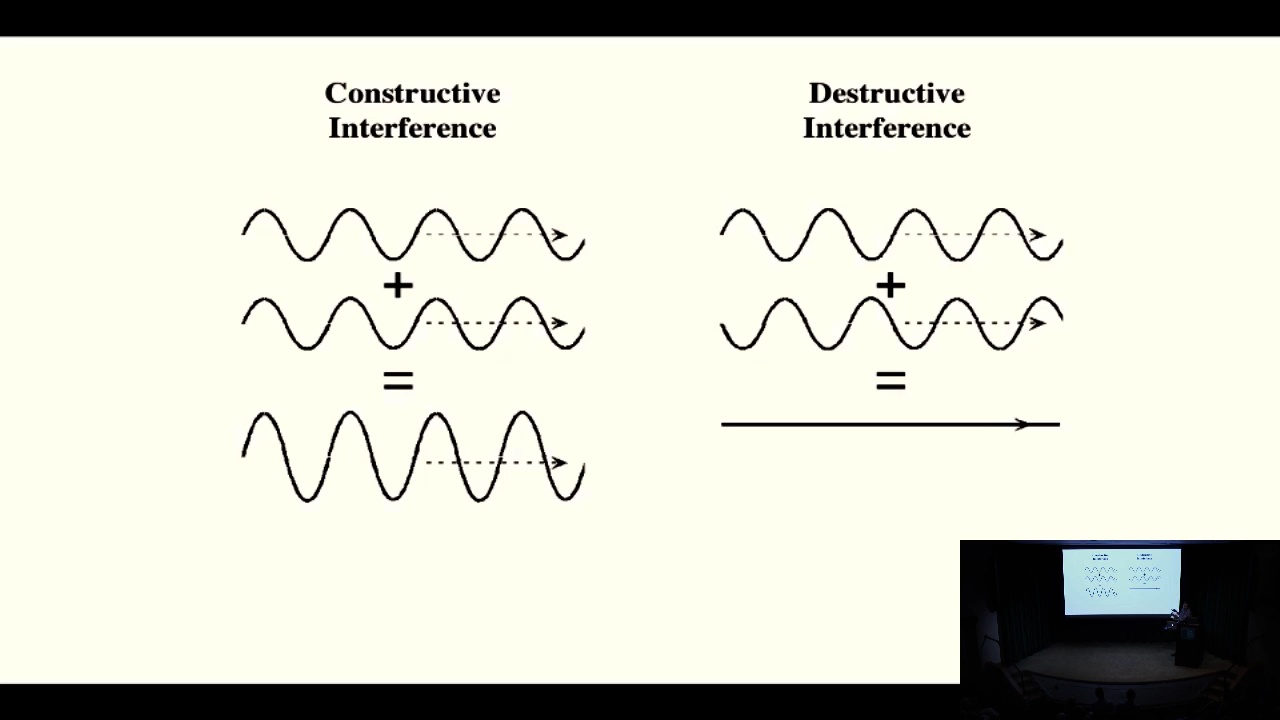 Constructive
Interference
Destructive
Interference
+
+
=
=